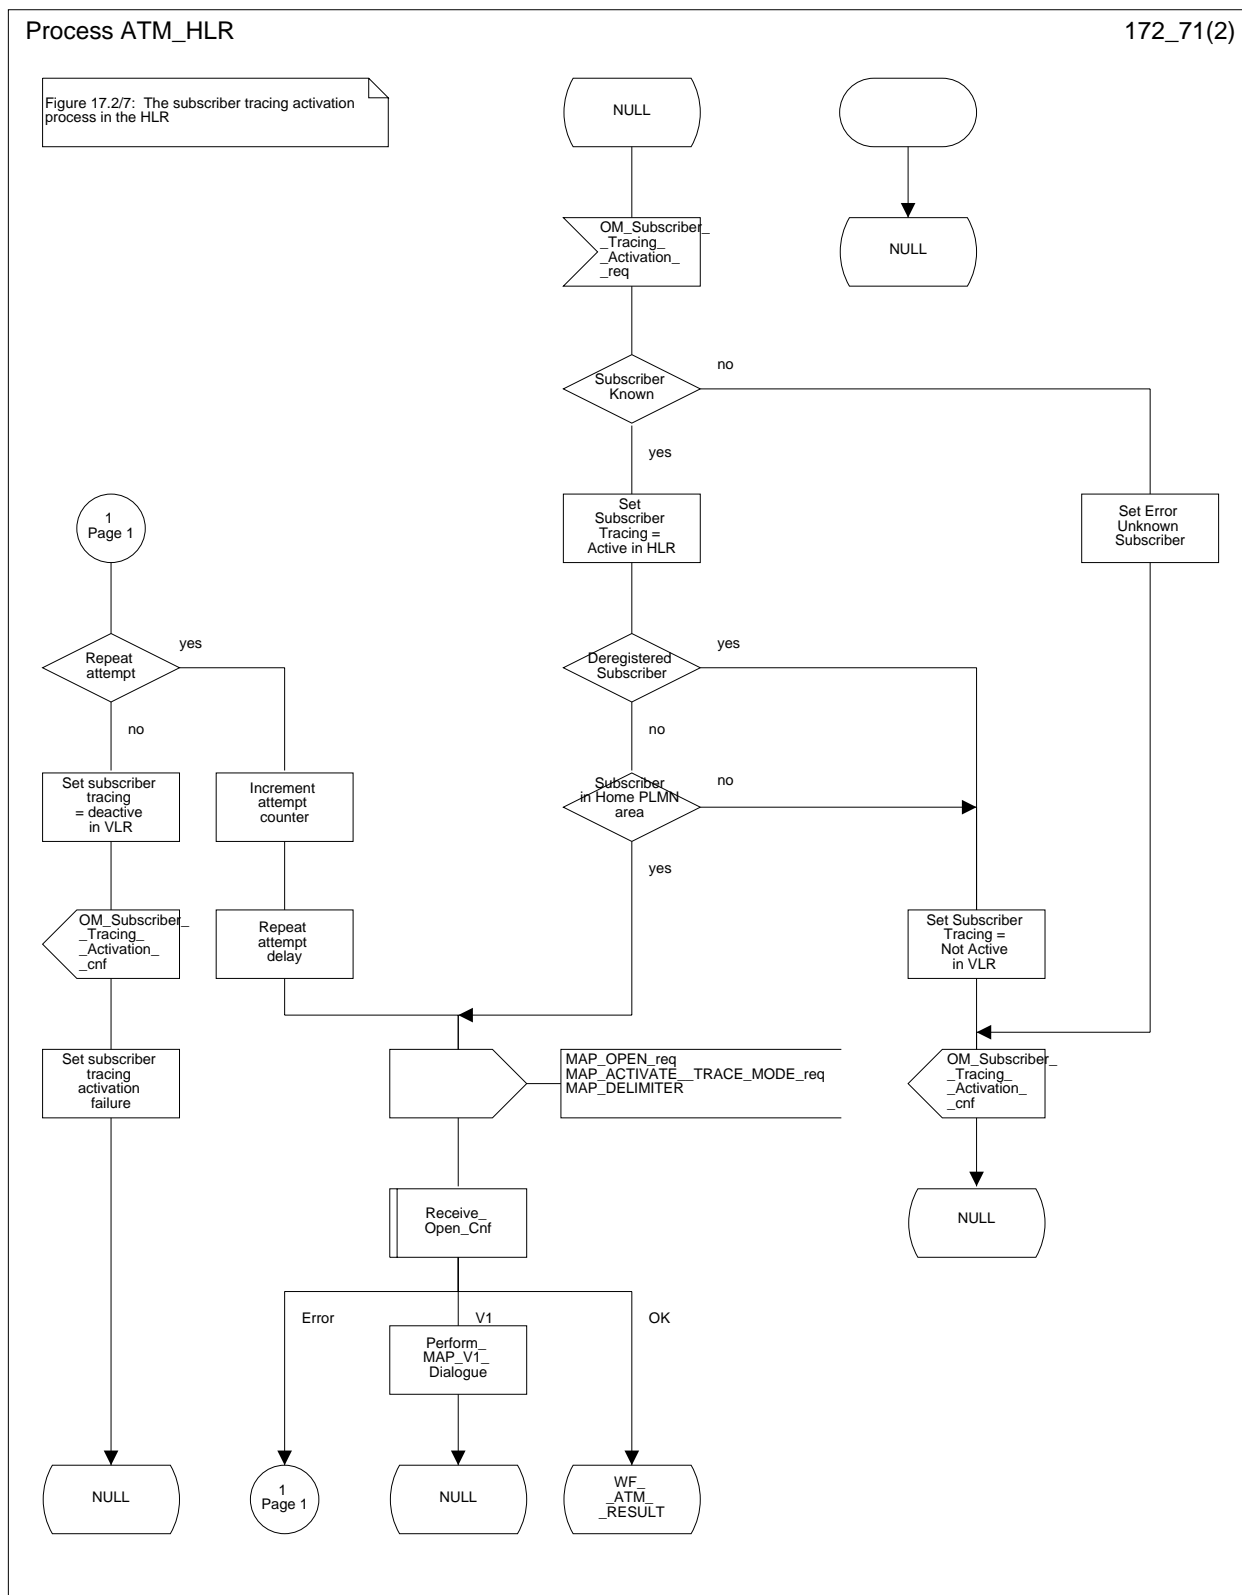 Process ATM_HLR
172_71(2)
Figure 17.2/7:  The subscriber tracing activation
process in the HLR
NULL
OM_Subscriber_
_Tracing_
_Activation_
_req
NULL
Subscriber
Known
no
yes
1
Page 1
Set
Subscriber
Tracing =
Active in HLR
Set Error
Unknown
Subscriber
Repeat
attempt
yes
no
Deregistered
Subscriber
yes
no
Set subscriber
tracing
= deactive
in VLR
Increment
attempt
counter
Subscriber
in Home PLMN
area
no
yes
OM_Subscriber_
_Tracing_
_Activation_
_cnf
Repeat
attempt
delay
Set Subscriber
Tracing =
Not Active
in VLR
Set subscriber
tracing
activation
failure
MAP_OPEN_req
MAP_ACTIVATE__TRACE_MODE_req
MAP_DELIMITER
OM_Subscriber_
_Tracing_
_Activation_
_cnf
Receive_
_Open_Cnf
NULL
Error
V1
OK
Perform_
_MAP_V1_
_Dialogue
NULL
1
Page 1
NULL
WF_
_ATM_
_RESULT